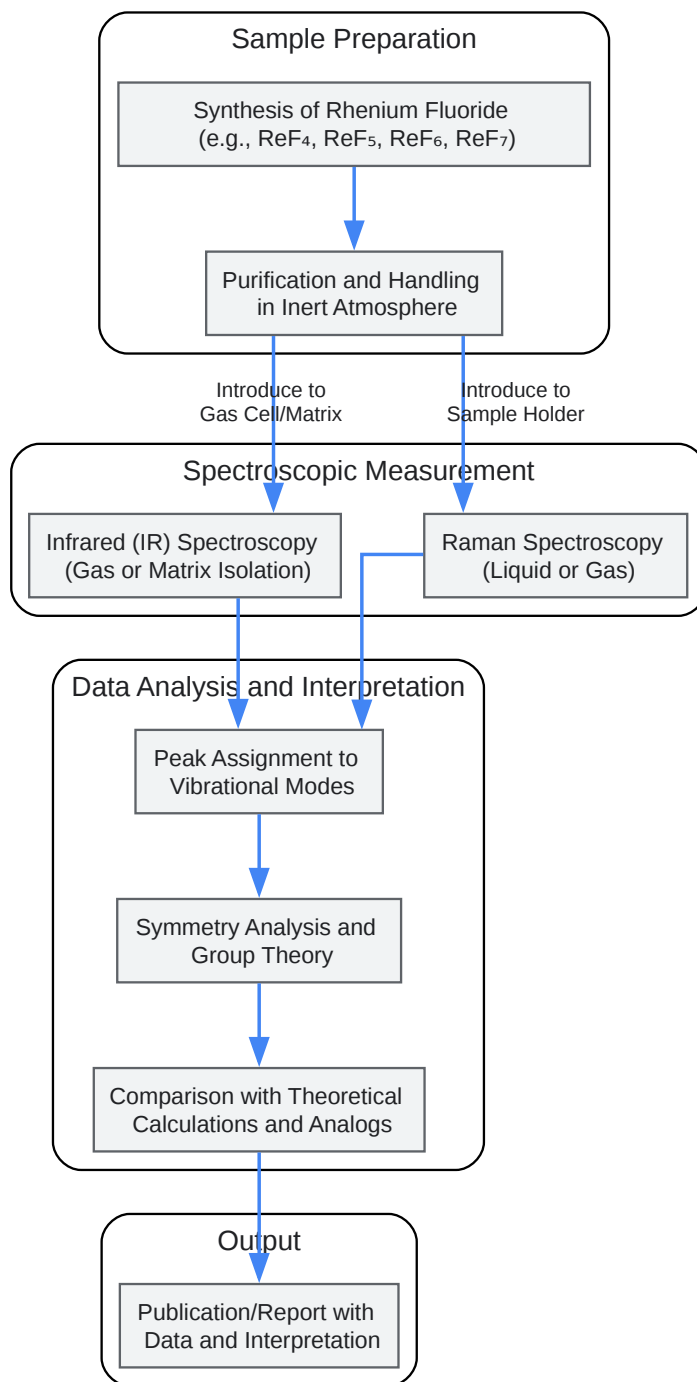 Sample Preparation
Synthesis of Rhenium Fluoride
(e.g., ReF₄, ReF₅, ReF₆, ReF₇)
Purification and Handling
in Inert Atmosphere
Introduce to
Gas Cell/Matrix
Introduce to
Sample Holder
Spectroscopic Measurement
Infrared (IR) Spectroscopy
(Gas or Matrix Isolation)
Raman Spectroscopy
(Liquid or Gas)
Data Analysis and Interpretation
Peak Assignment to
Vibrational Modes
Symmetry Analysis and
Group Theory
Comparison with Theoretical
Calculations and Analogs
Output
Publication/Report with
Data and Interpretation